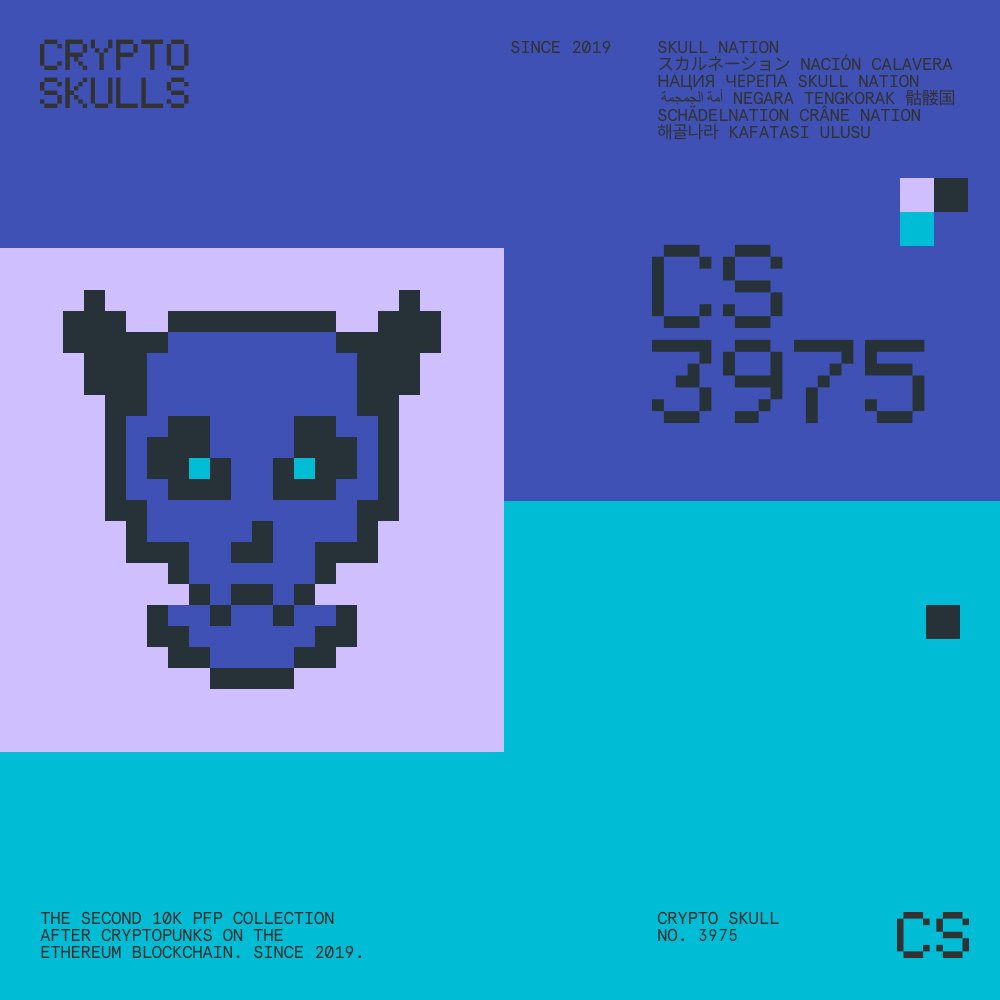 CRYPTO
SKULLS
SINCE 2019
SKULL NATION
スカルネーション NACIÓN CALAVERA
НАЦИЯ ЧЕРЕПА SKULL NATION
أمة الجمجمة NEGARA TENGKORAK 骷髅国
SCHÄDELNATION CRÂNE NATION
해골나라 KAFATASI ULUSU
CS
3975
THE SECOND 10K PFP COLLECTION
AFTER CRYPTOPUNKS ON THE
ETHEREUM BLOCKCHAIN. SINCE 2019.
CRYPTO SKULL
NO. 3975
CS